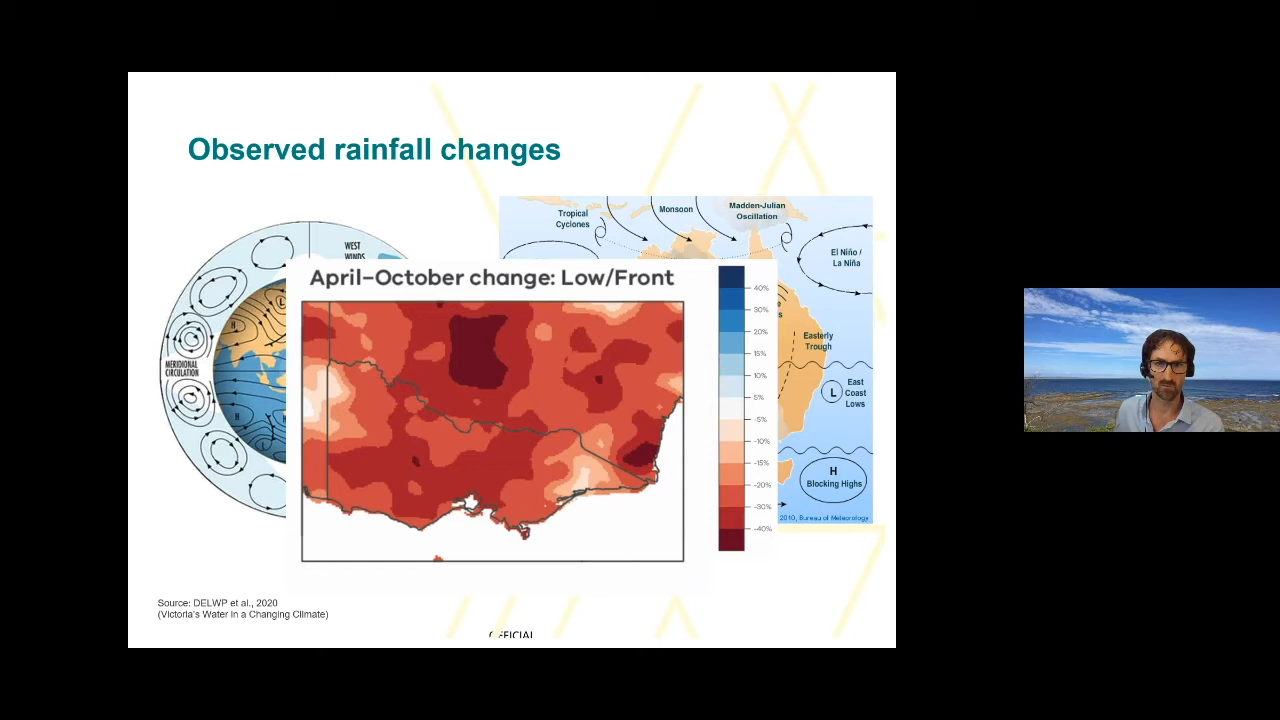 Observed rainfall changes
WEST
WINDS
MERIDIONAL
CIRCULATION
L
H
H
H
L
Tropical
Cyclones
Monsoon
Madden-Julian
Oscillation
El Niño /
La Niña
Easterly
Trough
L
East
Coast
Lows
H
Blocking Highs
2010, Bureau of Meteorology
April–October change: Low/Front
40%
30%
20%
15%
10%
5%
-5%
-10%
-15%
-20%
-30%
-40%
Source: DELWP et al., 2020
(Victoria's Water in a Changing Climate)
OFFICIAL